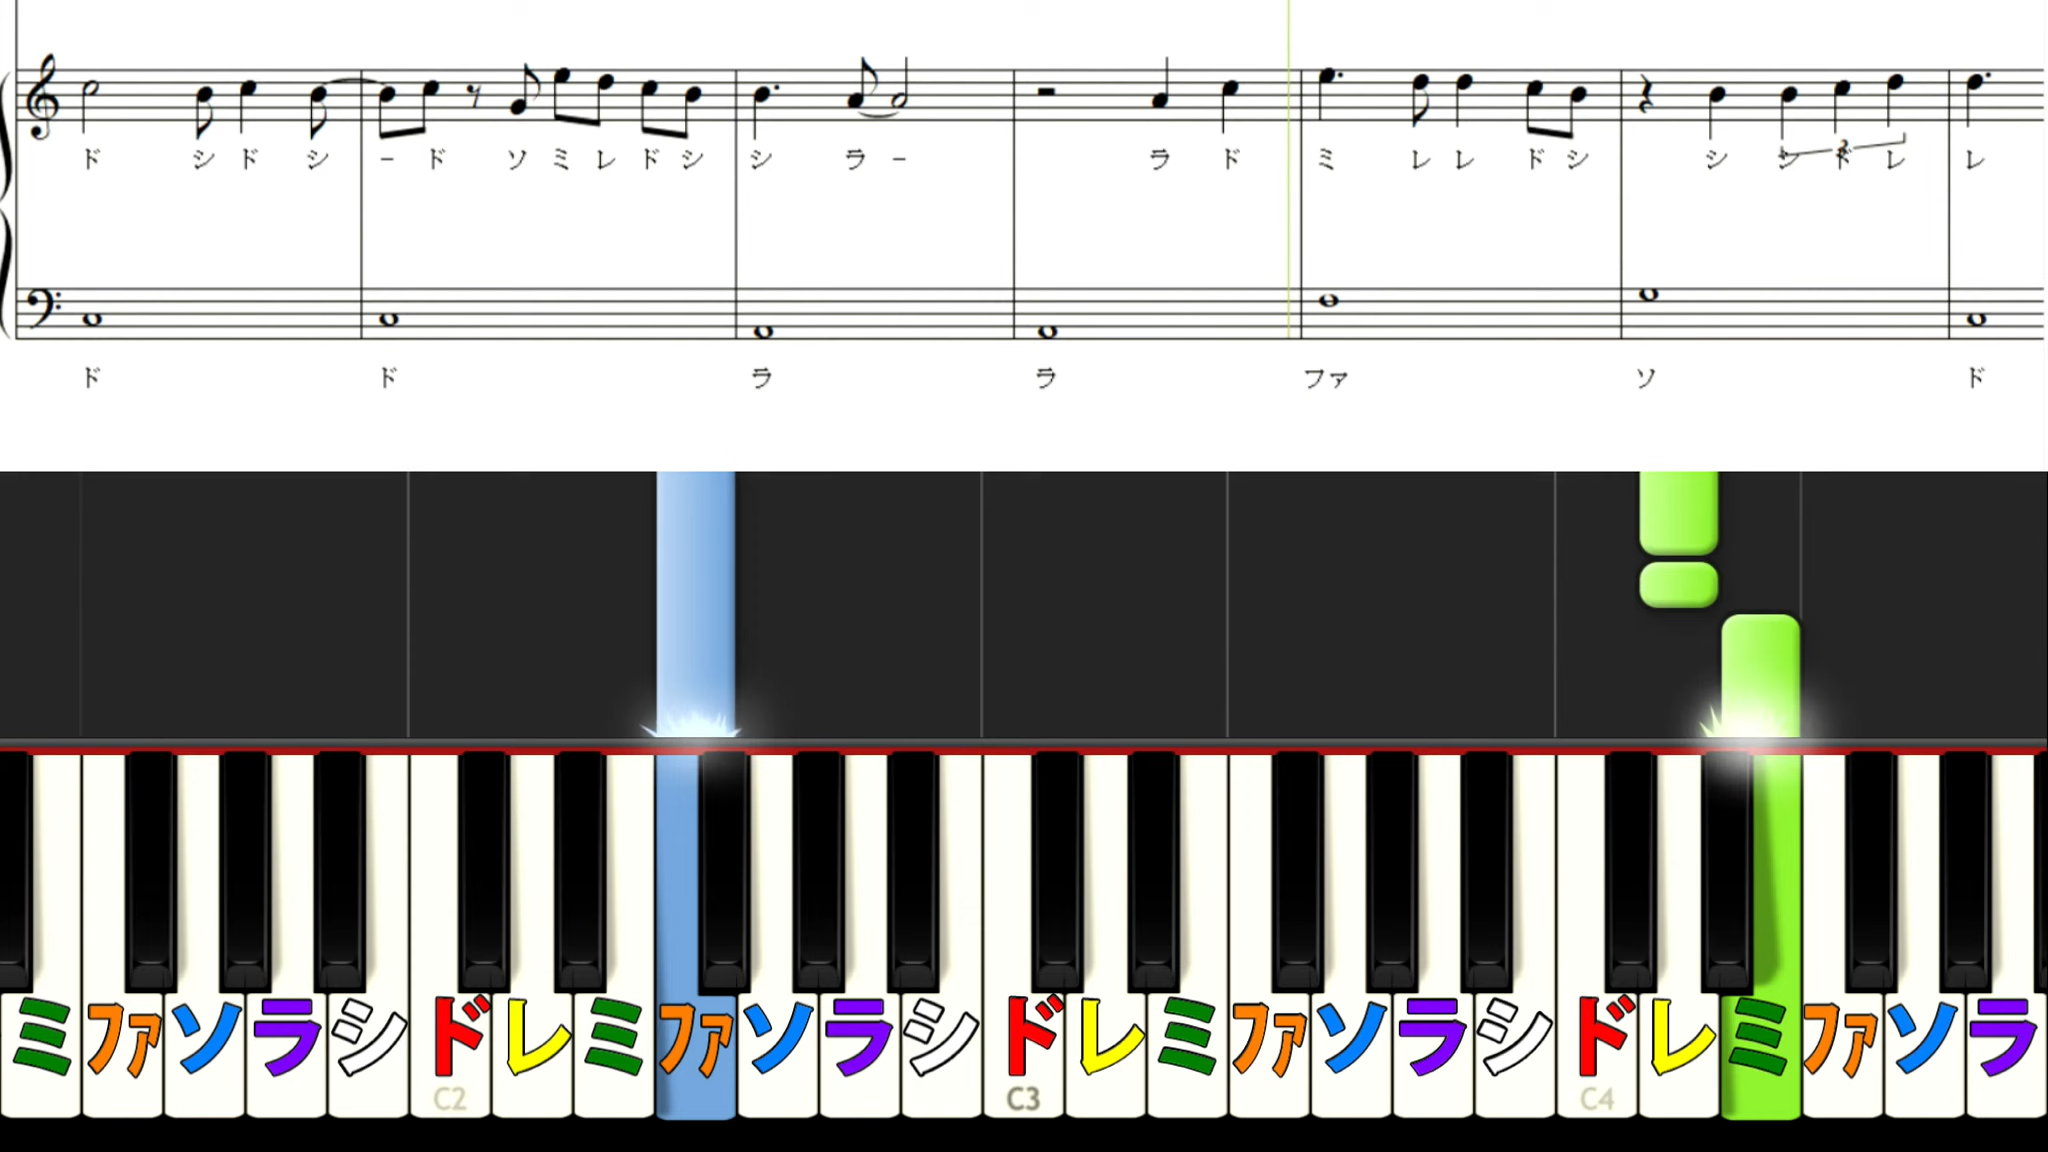 ド シ ド シ – ド ソ ミ レ ド シ シ ラ – ラ ド ミ レ レ ド シ シ シ ド レ レ
3
ド ド ラ ラ ファ ソ ド
ミ ファ ソ ラ シ ド レ ミ ファ ソ ラ シ ド レ ミ ファ ソ ラ シ ド レ ミ ファ ソ ラ
C2 C3 C4